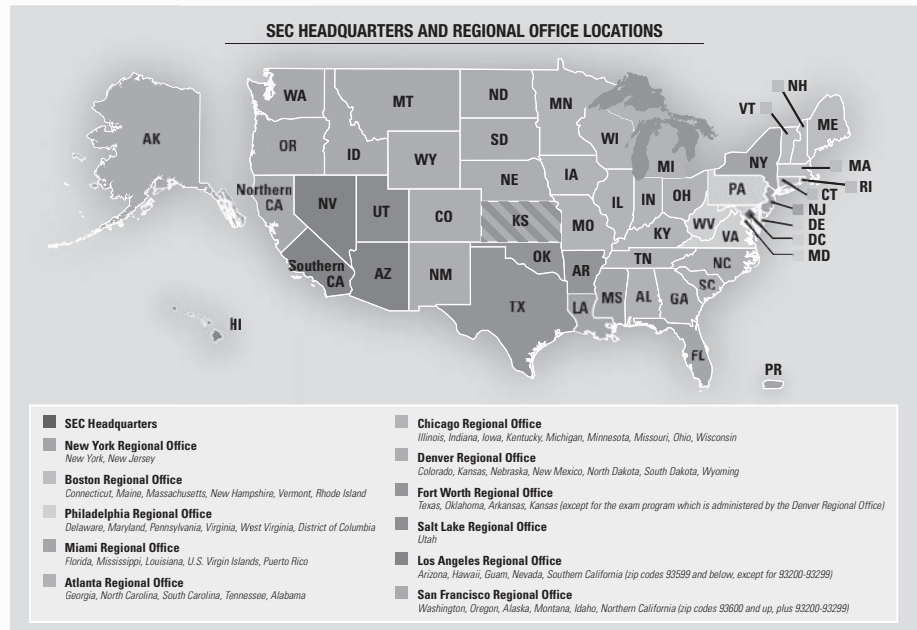 SEC HEADQUARTERS AND REGIONAL OFFICE LOCATIONS
AK
WA
OR
ID
MT
WY
ND
SD
NE
MN
IA
WI
MI
IL
IN
OH
NY
VT
NH
ME
MA
RI
CT
NJ
DE
DC
MD
PA
WV
VA
KY
TN
NC
SC
GA
AL
MS
LA
AR
MO
KS
OK
TX
NM
CO
UT
AZ
NV
Northern
CA
Southern
CA
HI
FL
PR
SEC Headquarters
New York Regional Office
New York, New Jersey
Boston Regional Office
Connecticut, Maine, Massachusetts, New Hampshire, Vermont, Rhode Island
Philadelphia Regional Office
Delaware, Maryland, Pennsylvania, Virginia, West Virginia, District of Columbia
Miami Regional Office
Florida, Mississippi, Louisiana, U.S. Virgin Islands, Puerto Rico
Atlanta Regional Office
Georgia, North Carolina, South Carolina, Tennessee, Alabama
Chicago Regional Office
Illinois, Indiana, Iowa, Kentucky, Michigan, Minnesota, Missouri, Ohio, Wisconsin
Denver Regional Office
Colorado, Kansas, Nebraska, New Mexico, North Dakota, South Dakota, Wyoming
Fort Worth Regional Office
Texas, Oklahoma, Arkansas, Kansas (except for the exam program which is administered by the Denver Regional Office)
Salt Lake Regional Office
Utah
Los Angeles Regional Office
Arizona, Hawaii, Guam, Nevada, Southern California (zip codes 93599 and below, except for 93200-93299)
San Francisco Regional Office
Washington, Oregon, Alaska, Montana, Idaho, Northern California (zip codes 93600 and up, plus 93200-93299)